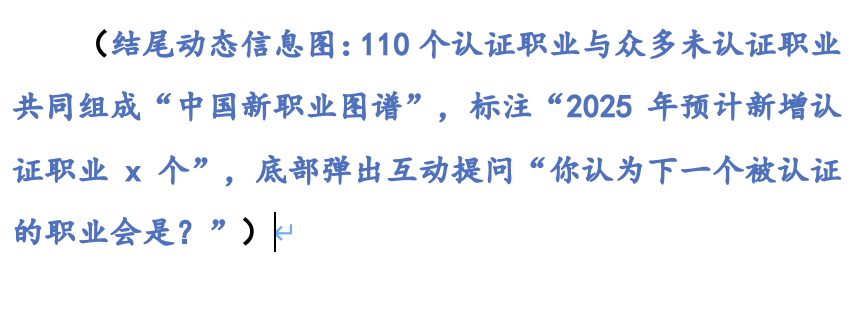 （结尾动态信息图：110 个认证职业与众多未认证职业
共同组成“中国新职业图谱”，标注“2025 年预计新增认
证职业 x 个”，底部弹出互动提问“你认为下一个被认证
的职业会是？”）